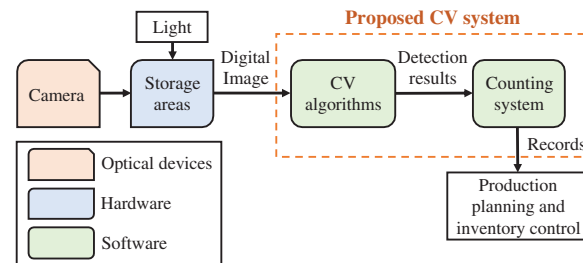 Proposed CV system
Light
Digital
Image
Detection
results
Camera
Storage
areas
CV
algorithms
Counting
system
Records
Optical devices
Hardware
Software
Production
planning and
inventory control